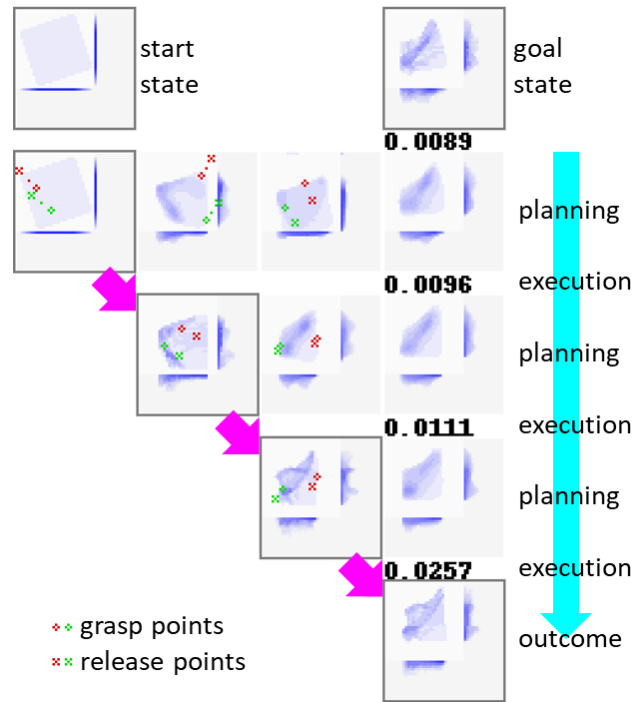 start
state
goal
state
0.0089
planning
execution
0.0096
planning
execution
0.0111
planning
execution
0.0257
outcome
grasp points
release points